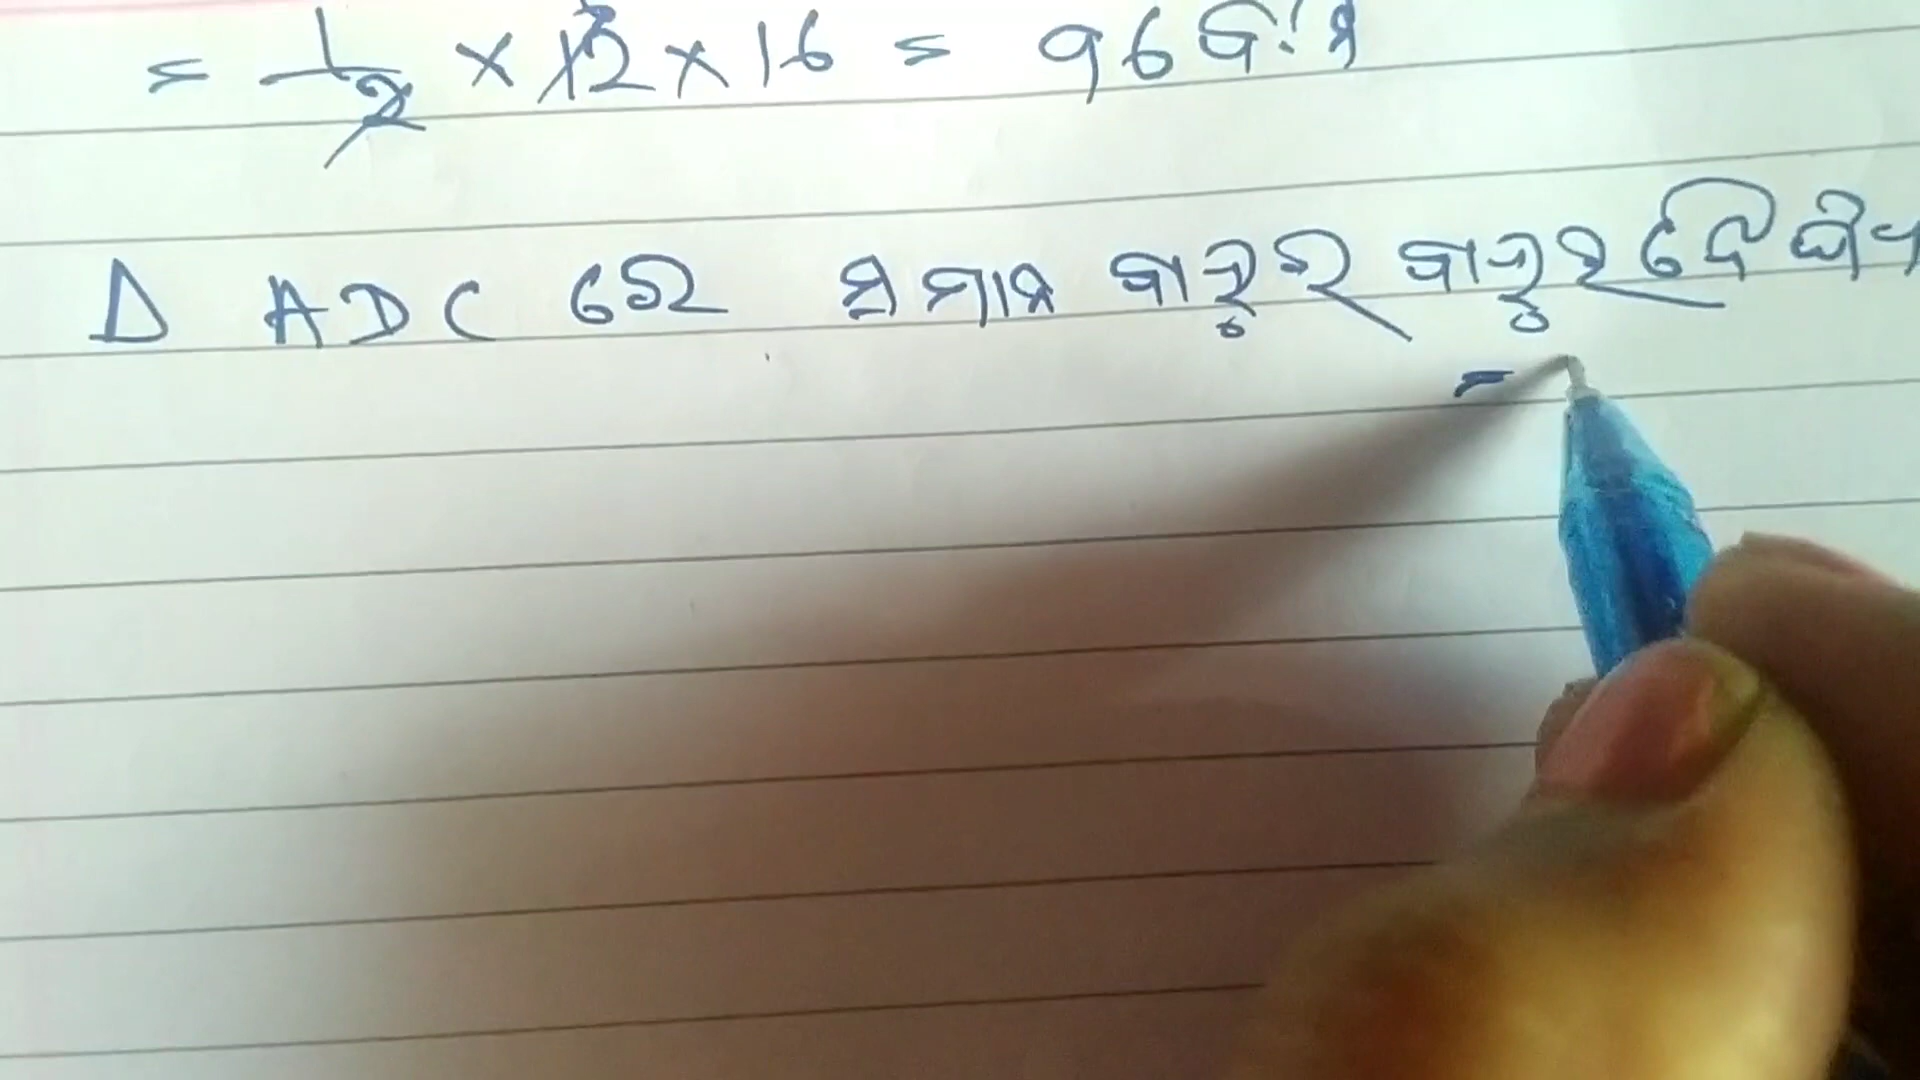 = 1/2 × 12 × 16 = 96 ବ.ମି
Δ ADC ରେ ସମାନ ବାହୁର ବାହୁର ଦୈର୍ଘ୍ୟ
=